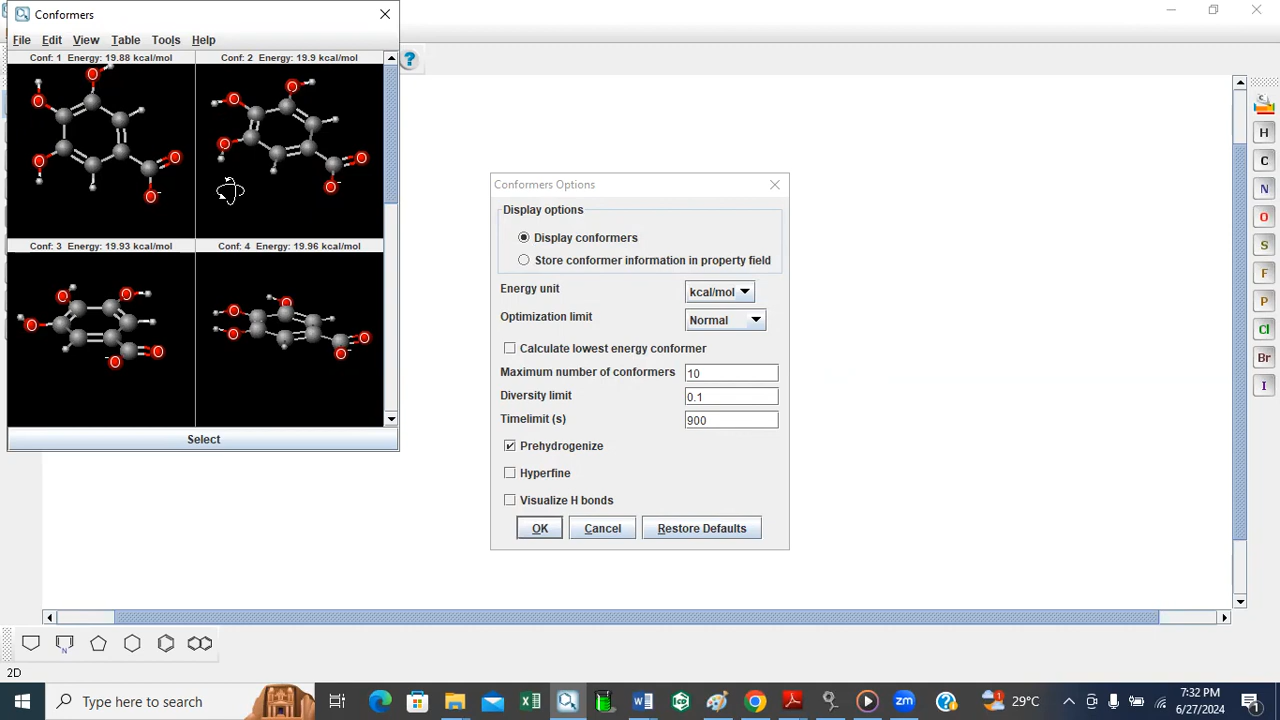 Conformers
File Edit View Table Tools Help
Conf: 1 Energy: 19.88 kcal/mol
Conf: 2 Energy: 19.9 kcal/mol
O
O
O
O
O-
O
O
O
O
O-
Conf: 3 Energy: 19.93 kcal/mol
Conf: 4 Energy: 19.96 kcal/mol
O
O
O
O
O-
O
O
O
O
O-
Select
Conformers Options
Display options
Display conformers
Store conformer information in property field
Energy unit kcal/mol
Optimization limit Normal
Calculate lowest energy conformer
Maximum number of conformers 10
Diversity limit 0.1
Timelimit (s) 900
Prehydrogenize
Hyperfine
Visualize H bonds
OK Cancel Restore Defaults
H
C
N
O
S
F
P
Cl
Br
I
N
2D
Type here to search
29°C
7:32 PM
6/27/2024